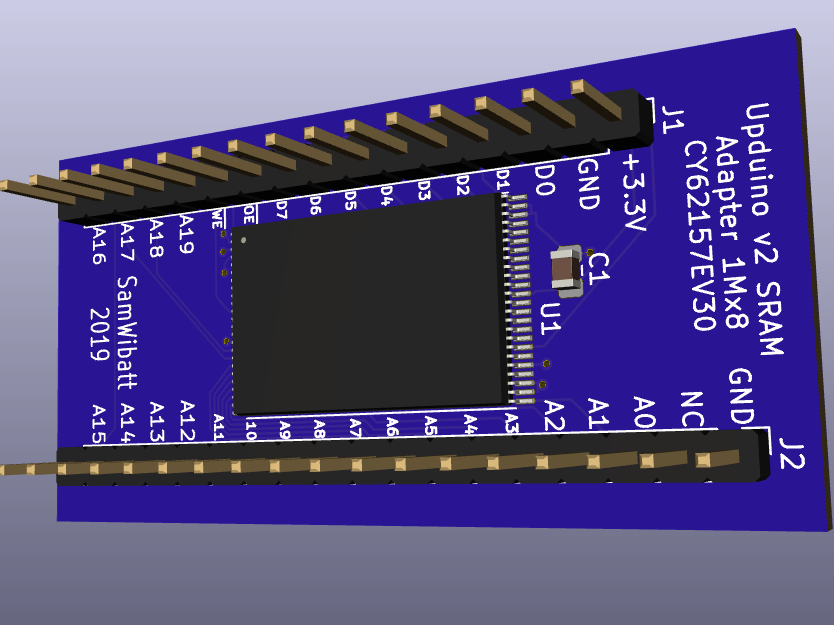 Upduino v2 SRAM
Adapter 1Mx8
CY62157EV30
J1
+3.3V
GND
D0
D1
D2
D3
D4
D5
D6
D7
OE
WE
A19
A18
A17
A16
C1
U1
SamWibatt
2019
A15
A14
A13
A12
A11
10
A9
A8
A7
A6
A5
A4
A3
A2
A1
A0
NC
GND
J2